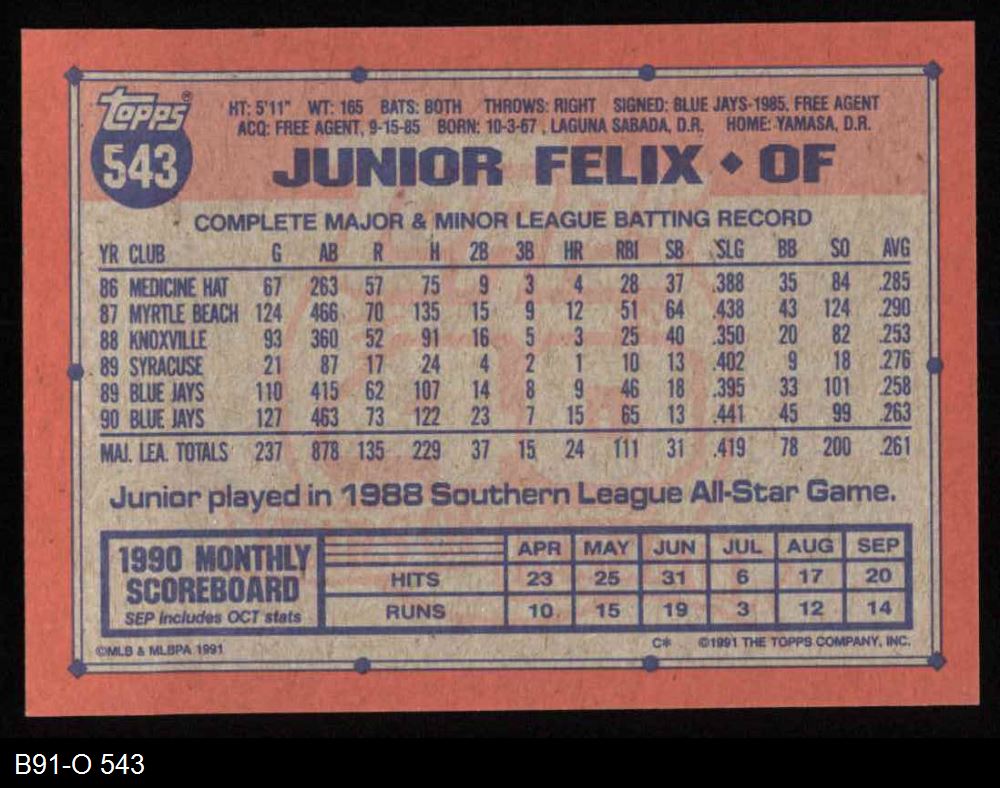 Topps®
543
HT: 5'11" WT: 165 BATS: BOTH THROWS: RIGHT SIGNED: BLUE JAYS-1985, FREE AGENT
ACQ: FREE AGENT, 9-15-85 BORN: 10-3-67, LAGUNA SABADA, D.R. HOME: YAMASA, D.R.
JUNIOR FELIX ◆ OF
COMPLETE MAJOR & MINOR LEAGUE BATTING RECORD
YR CLUB G AB R H 2B 3B HR RBI SB SLG BB SO AVG
86 MEDICINE HAT 67 263 57 75 9 3 4 28 37 .388 35 84 .285
87 MYRTLE BEACH 124 466 70 135 15 9 12 51 64 .438 43 124 .290
88 KNOXVILLE 93 360 52 91 16 5 3 25 40 .350 20 82 .253
89 SYRACUSE 21 87 17 24 4 2 1 10 13 .402 9 18 .276
89 BLUE JAYS 110 415 62 107 14 8 9 46 18 .395 33 101 .258
90 BLUE JAYS 127 463 73 122 23 7 15 65 13 .441 45 99 .263
MAJ. LEA. TOTALS 237 878 135 229 37 15 24 111 31 .419 78 200 .261
Junior played in 1988 Southern League All-Star Game.
1990 MONTHLY
SCOREBOARD
SEP includes OCT stats
APR MAY JUN JUL AUG SEP
HITS 23 25 31 6 17 20
RUNS 10 15 19 3 12 14
©MLB & MLBPA 1991
C* ©1991 THE TOPPS COMPANY, INC.
B91-O 543